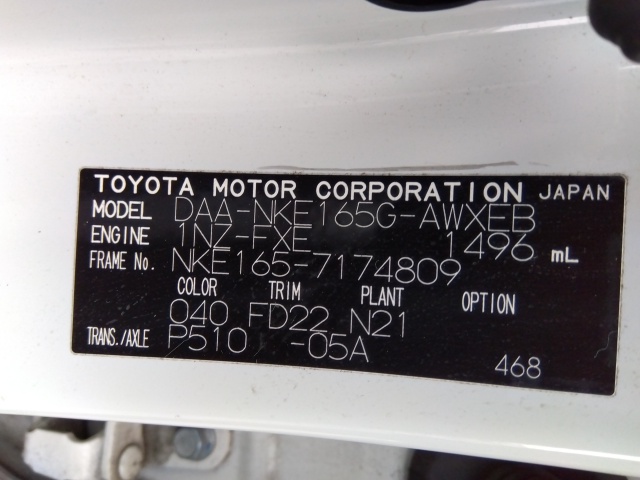 TOYOTA MOTOR CORPORATION JAPAN
MODEL DAA-NKE165G-AWXEB
ENGINE 1NZ-FXE 1496 mL
FRAME No. NKE165-7174809
COLOR TRIM PLANT OPTION
040 FD22 N21
TRANS./AXLE P510 -05A
468